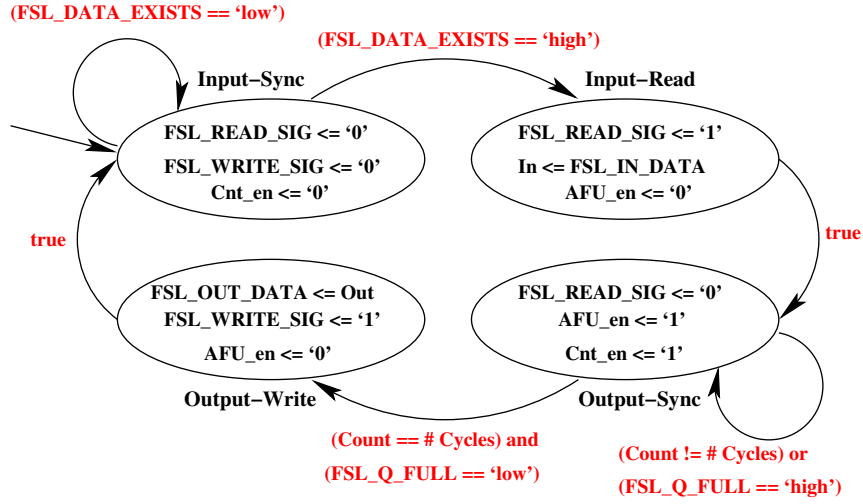 (FSL_DATA_EXISTS == ‘low’)
(FSL_DATA_EXISTS == ‘high’)
Input−Sync
Input−Read
FSL_READ_SIG <= ‘0’
FSL_WRITE_SIG <= ‘0’
Cnt_en <= ‘0’
FSL_READ_SIG <= ‘1’
In <= FSL_IN_DATA
AFU_en <= ‘0’
true
true
FSL_OUT_DATA <= Out
FSL_WRITE_SIG <= ‘1’
AFU_en <= ‘0’
FSL_READ_SIG <= ‘0’
AFU_en <= ‘1’
Cnt_en <= ‘1’
Output−Write
Output−Sync
(Count == # Cycles) and
(FSL_Q_FULL == ‘low’)
(Count != # Cycles) or
(FSL_Q_FULL == ‘high’)